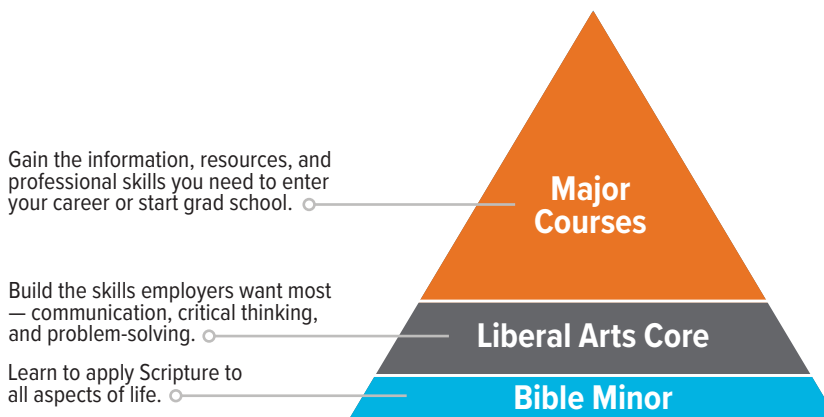 Gain the information, resources, and
professional skills you need to enter
your career or start grad school.
Major
Courses
Build the skills employers want most
— communication, critical thinking,
and problem-solving.
Liberal Arts Core
Learn to apply Scripture to
all aspects of life.
Bible Minor